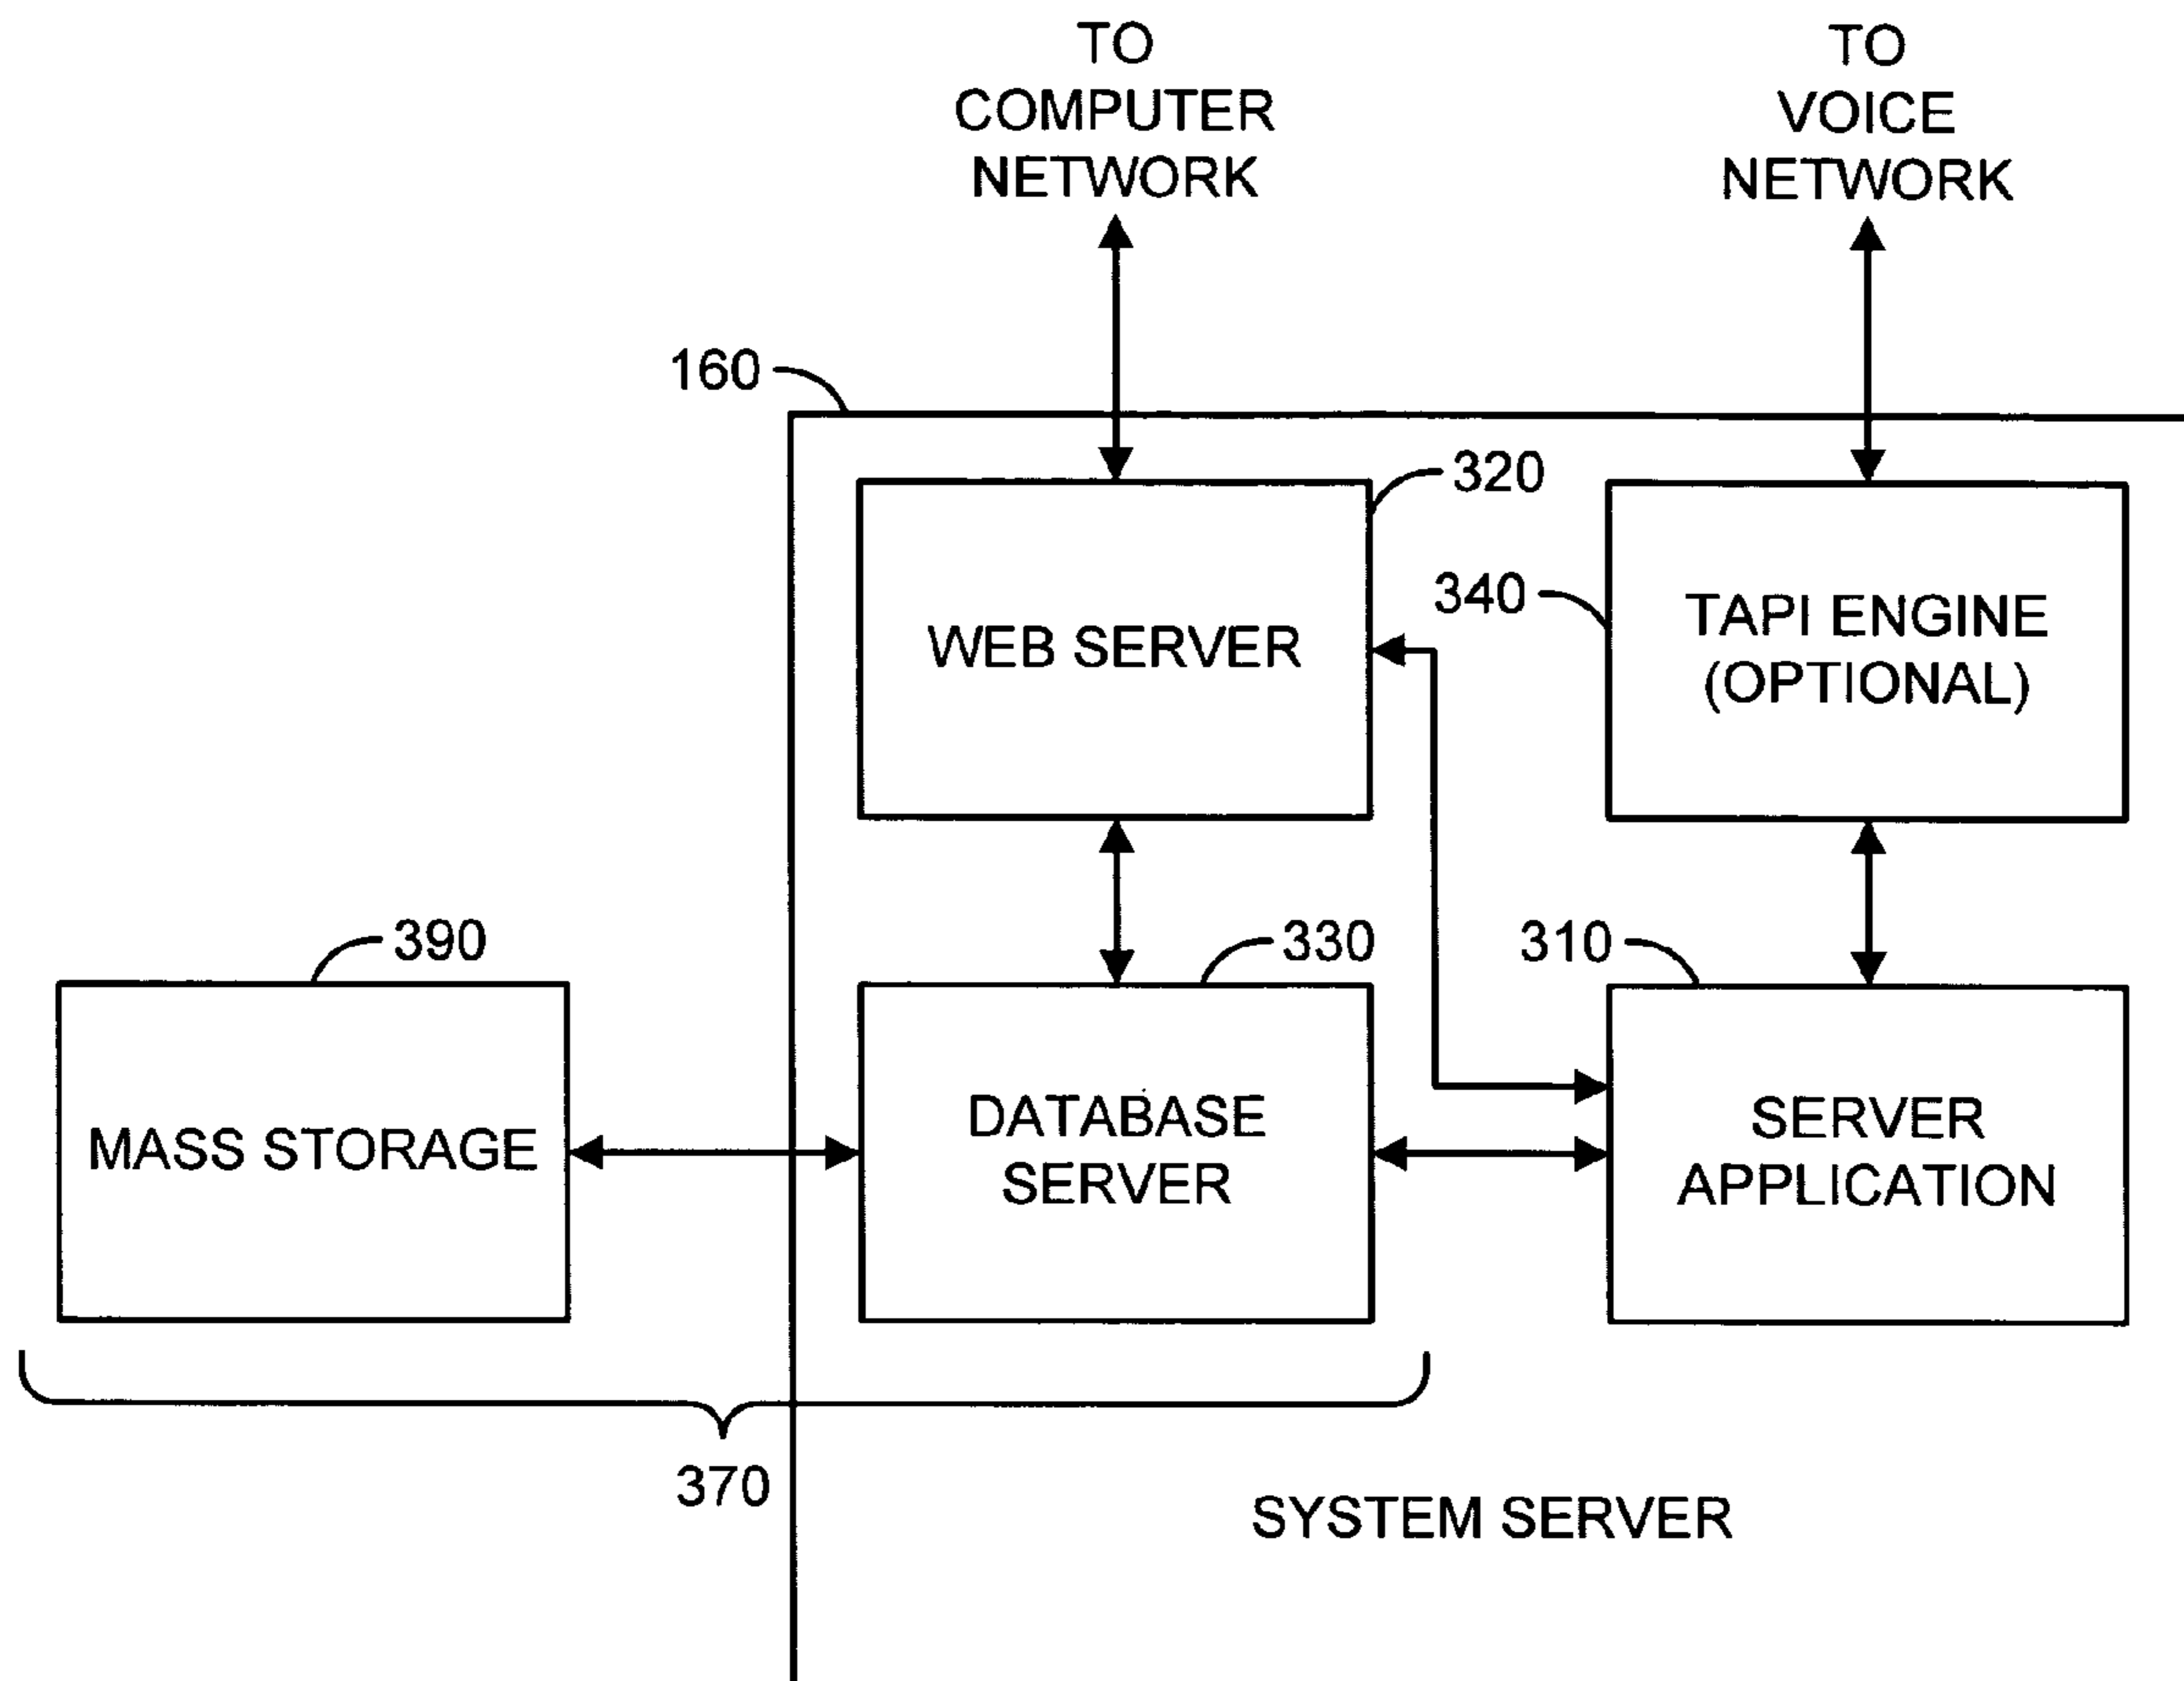 TO
COMPUTER
NETWORK
TO
VOICE
NETWORK
160
320
WEB SERVER
340
TAPI ENGINE
(OPTIONAL)
390
330
310
MASS STORAGE
DATABASE
SERVER
SERVER
APPLICATION
370
SYSTEM SERVER